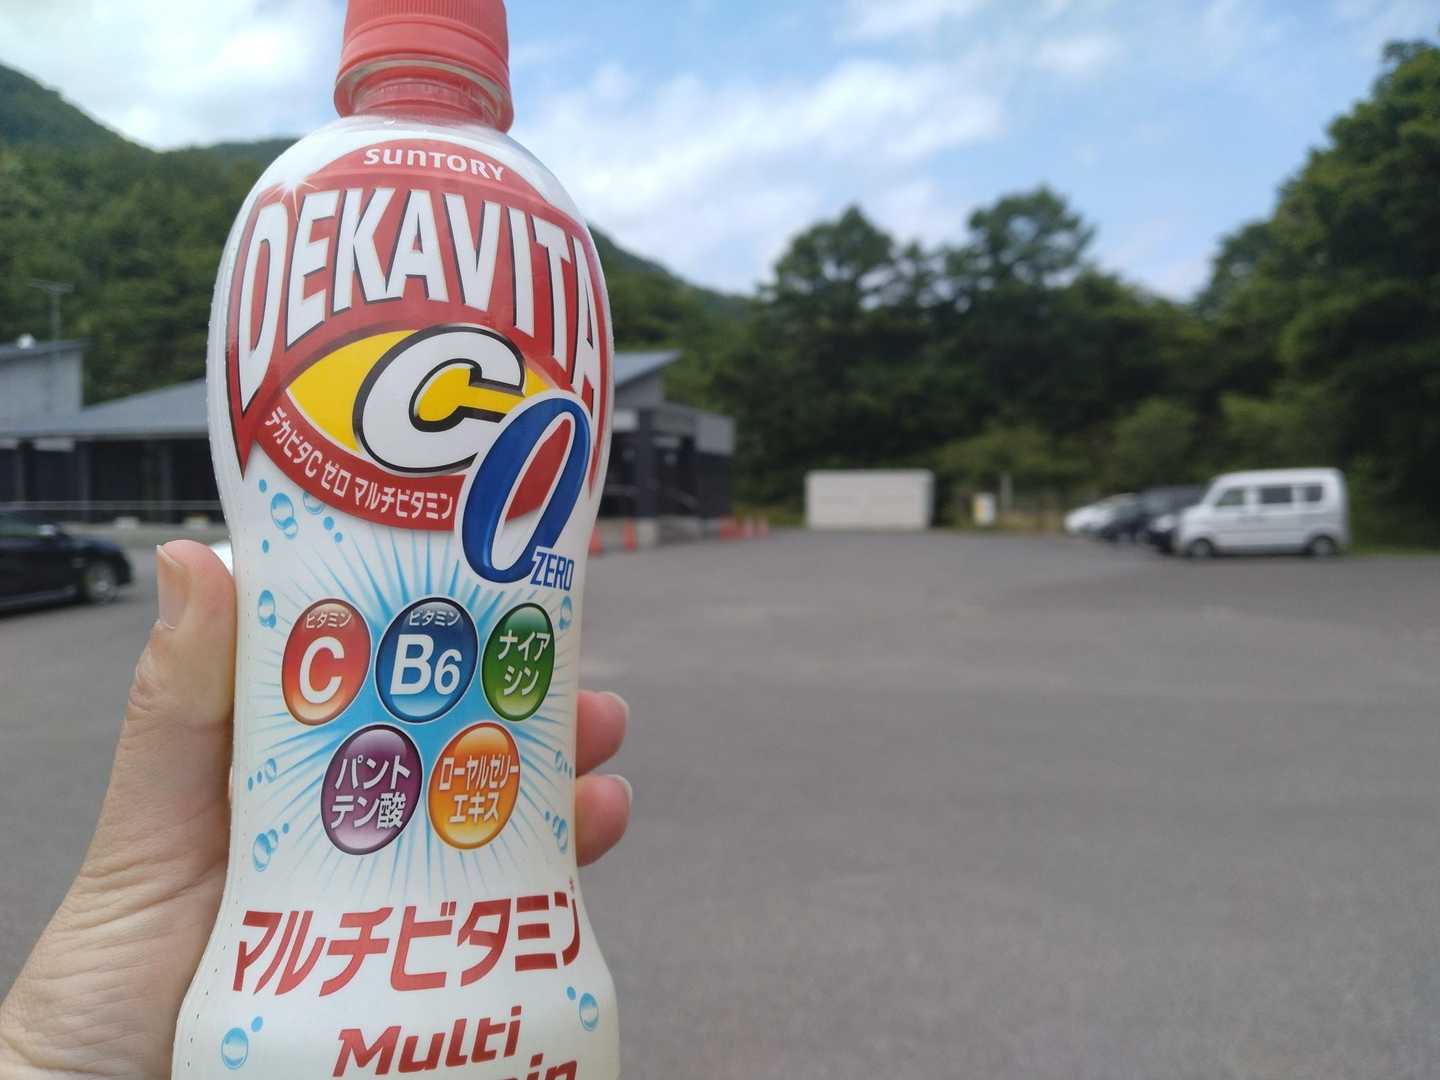 SUNTORY
DEKAVITA
C
0
ZERO
デカビタC ゼロ マルチビタミン
ビタミン
C
ビタミン
B6
ナイア
シン
パント
テン酸
ローヤルゼリー
エキス
マルチビタミン
Multi